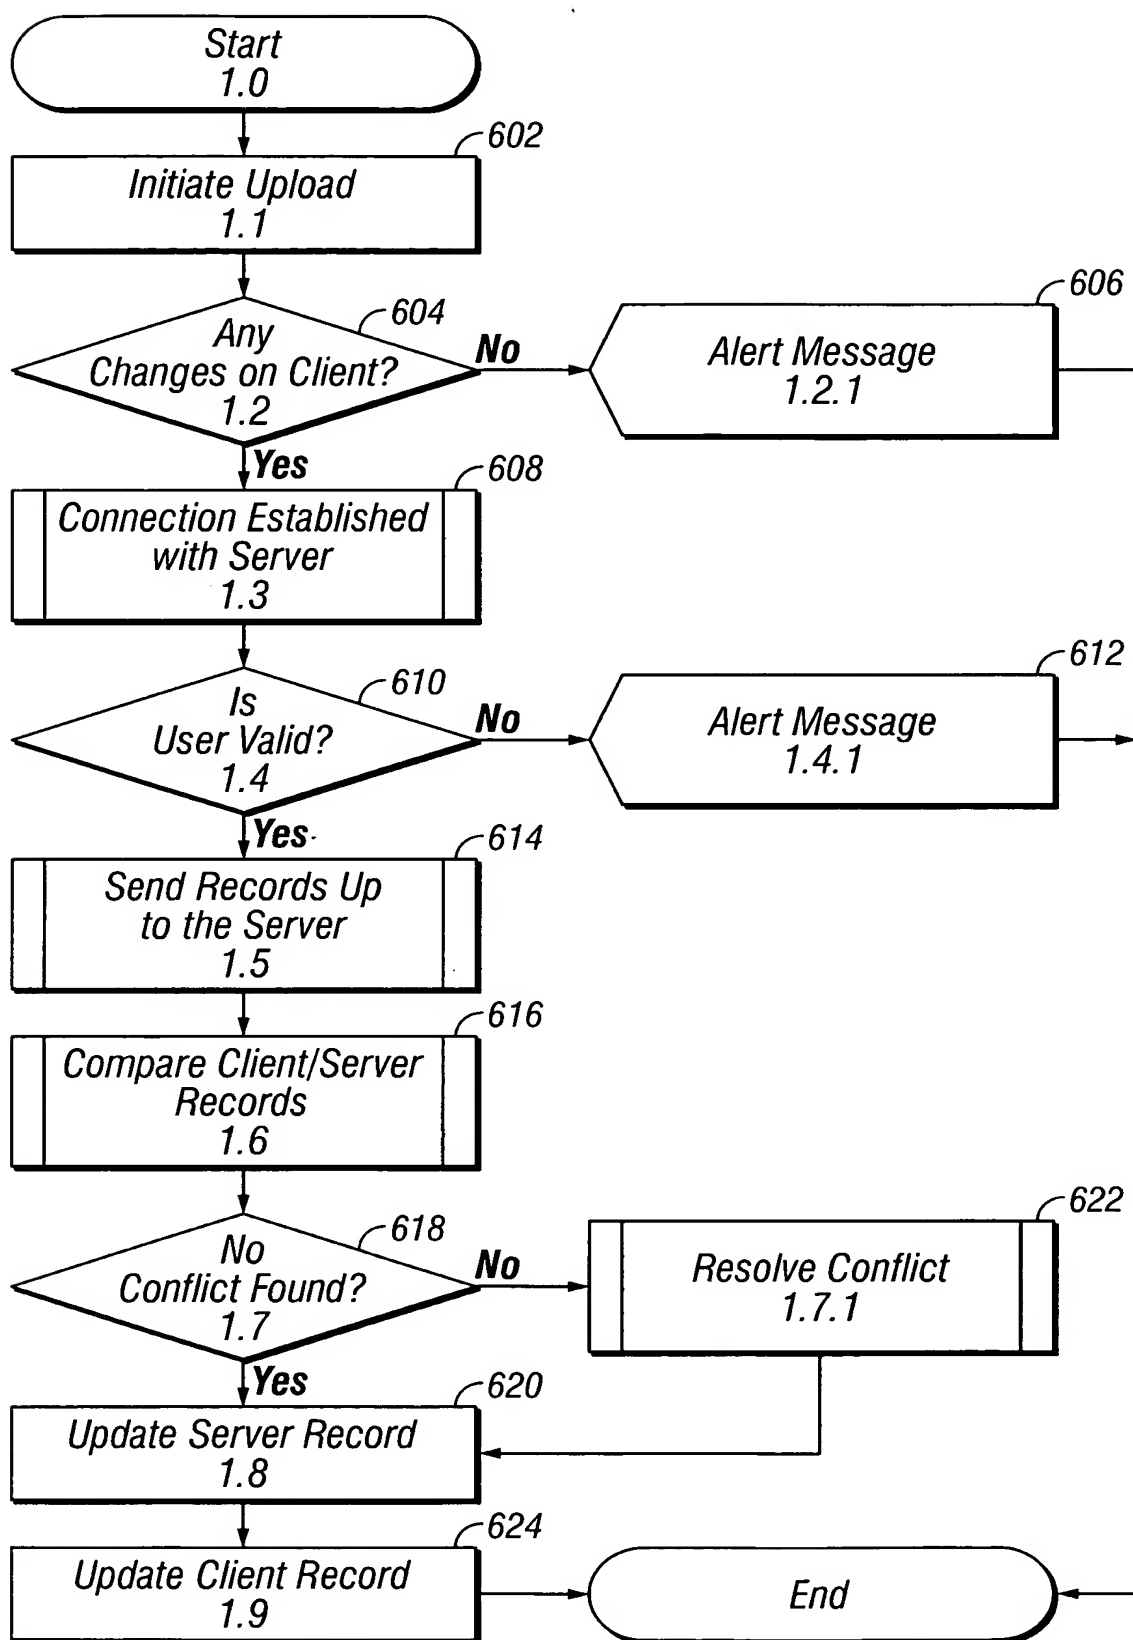 Start
1.0
602
Initiate Upload
1.1
604
Any
Changes on Client?
1.2
No
606
Alert Message
1.2.1
Yes
608
Connection Established
with Server
1.3
610
Is
User Valid?
1.4
No
612
Alert Message
1.4.1
Yes
614
Send Records Up
to the Server
1.5
616
Compare Client/Server
Records
1.6
618
No
Conflict Found?
1.7
No
622
Resolve Conflict
1.7.1
Yes
620
Update Server Record
1.8
624
Update Client Record
1.9
End